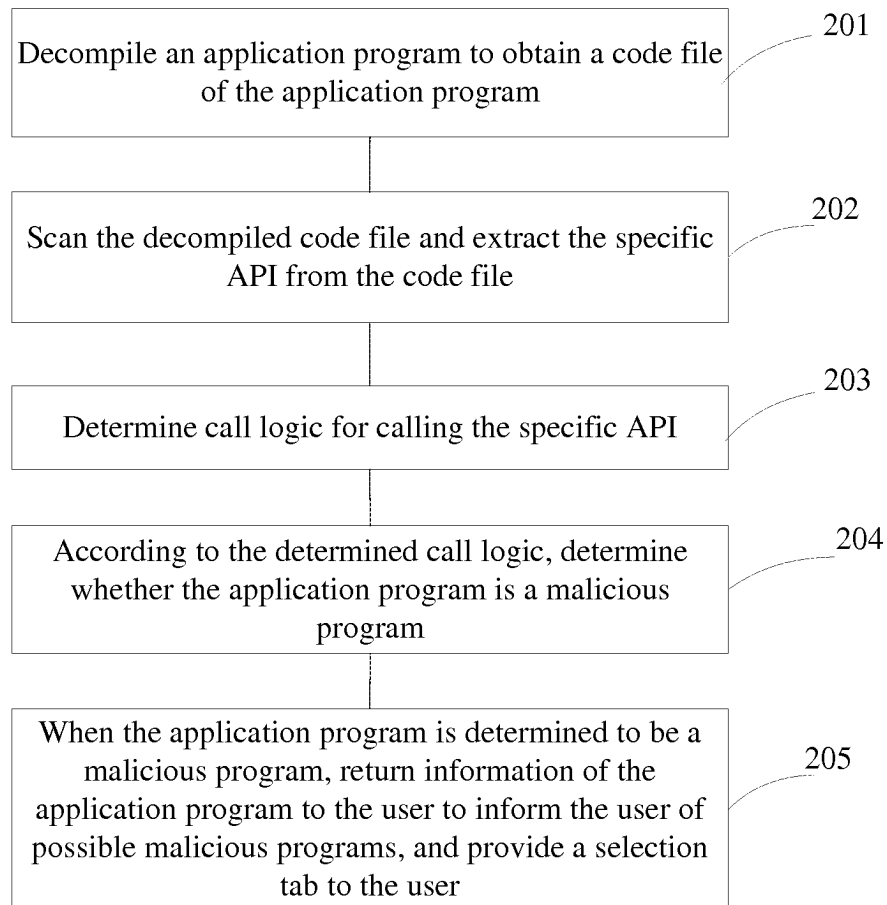 201
Decompile an application program to obtain a code file
of the application program
202
Scan the decompiled code file and extract the specific
API from the code file
203
Determine call logic for calling the specific API
204
According to the determined call logic, determine
whether the application program is a malicious
program
205
When the application program is determined to be a
malicious program, return information of the
application program to the user to inform the user of
possible malicious programs, and provide a selection
tab to the user